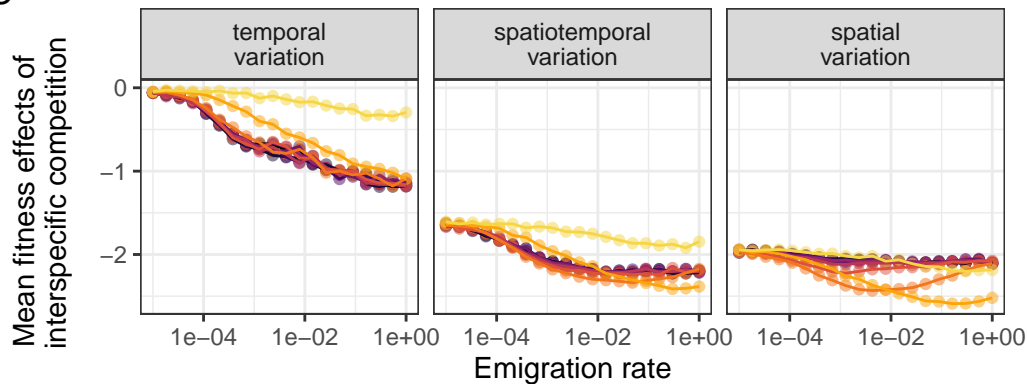 temporal
variation
spatiotemporal
variation
spatial
variation
Mean fitness effects of
interspecific competition
0
−1
−2
1e−04 1e−02 1e+00
1e−04 1e−02 1e+00
1e−04 1e−02 1e+00
Emigration rate